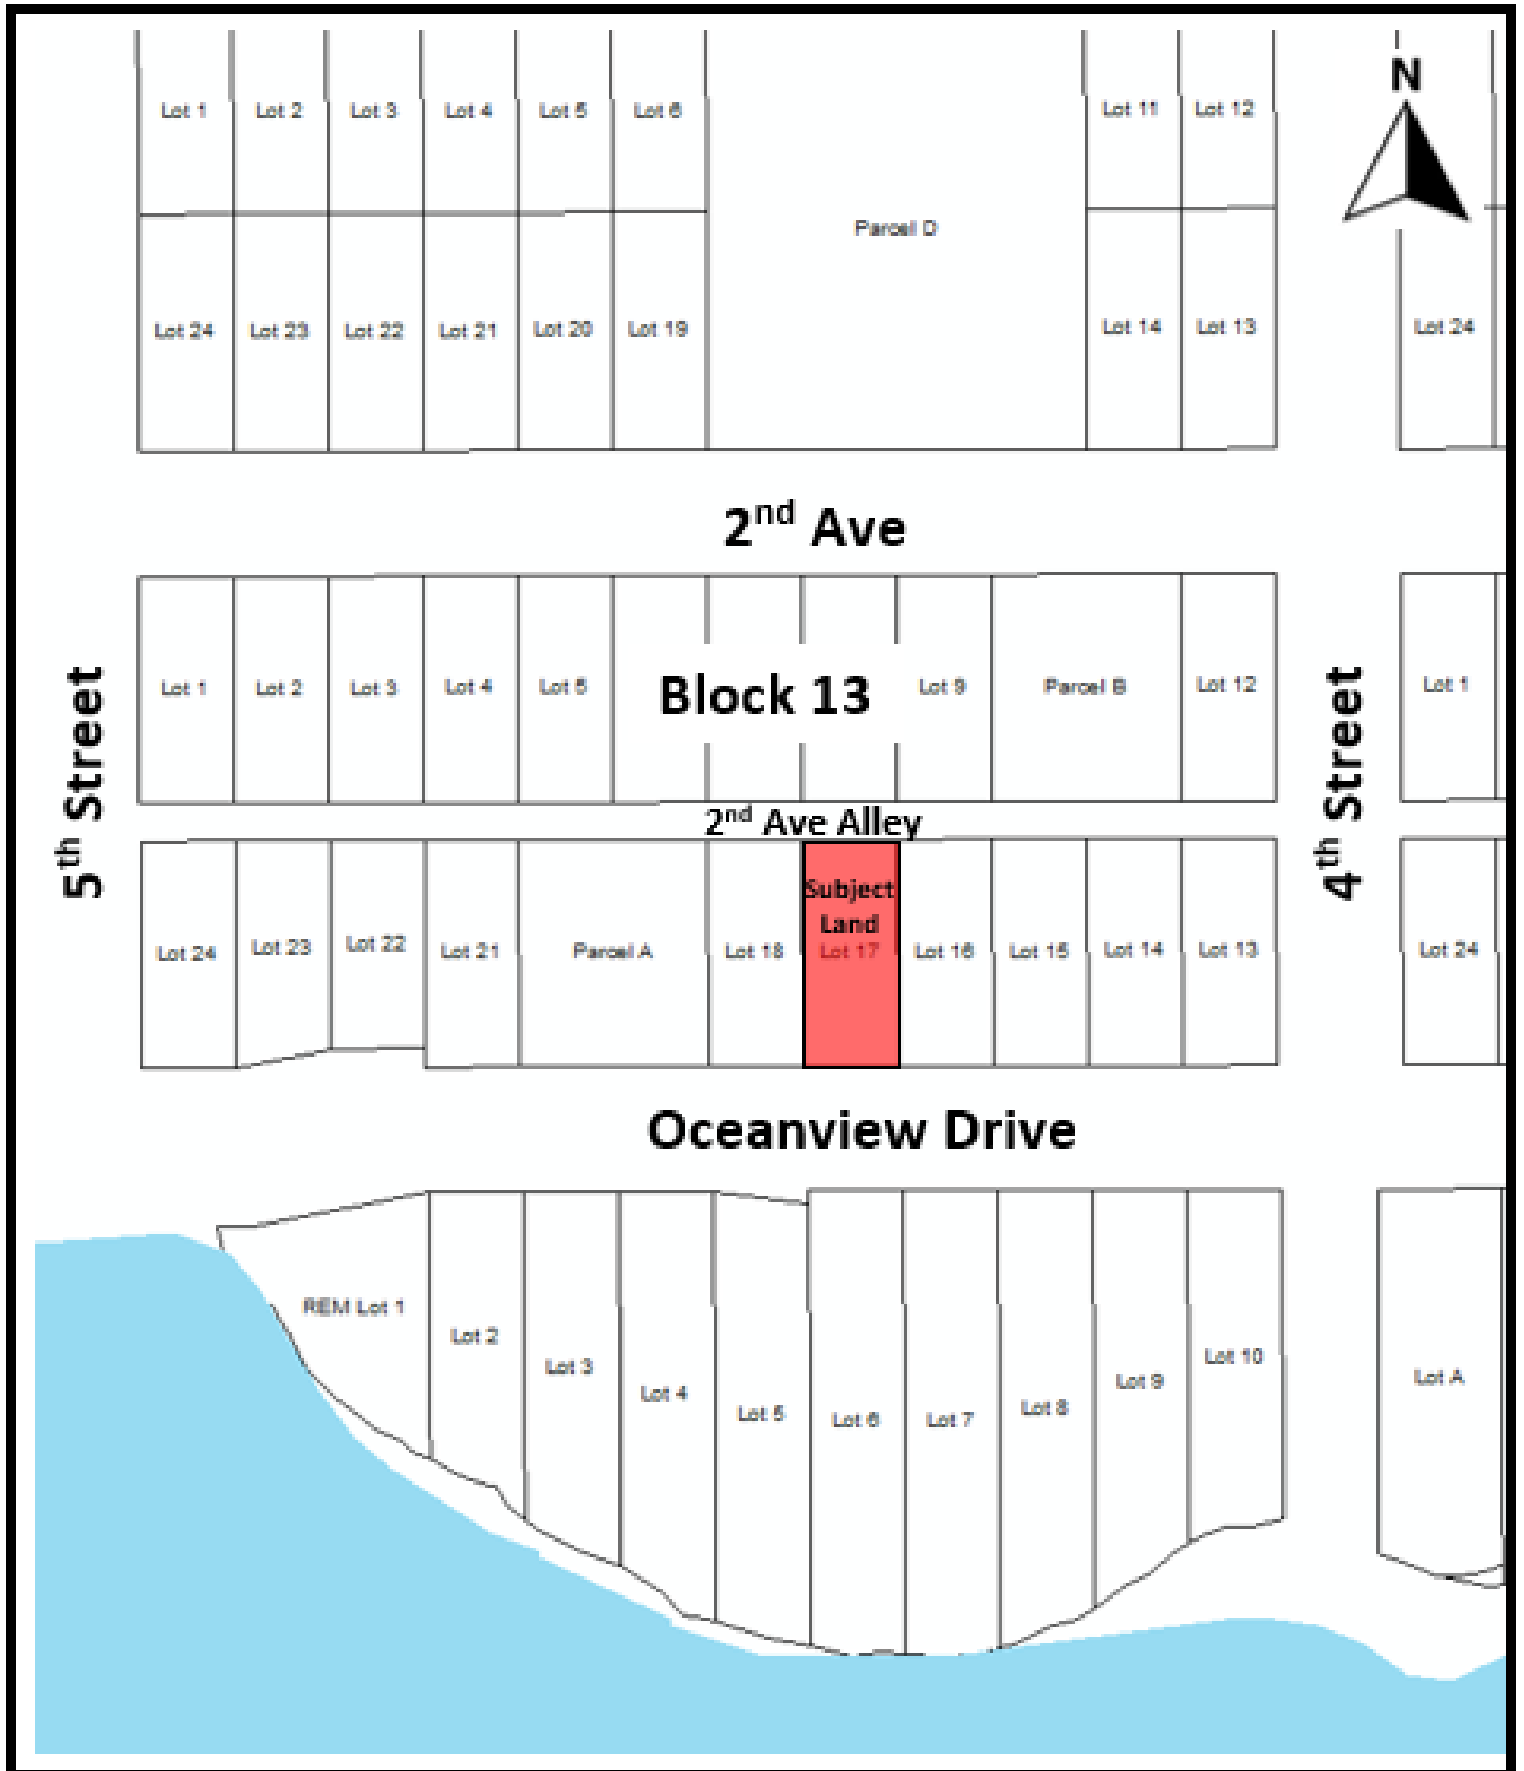 N
Lot 1 Lot 2 Lot 3 Lot 4 Lot 5 Lot 6 Lot 11 Lot 12
Parcel D
Lot 24 Lot 23 Lot 22 Lot 21 Lot 20 Lot 19 Lot 14 Lot 13 Lot 24
2nd Ave
5th Street
4th Street
Lot 1 Lot 2 Lot 3 Lot 4 Lot 5 Block 13 Lot 9 Parcel B Lot 12 Lot 1
2nd Ave Alley
Subject
Land
Lot 24 Lot 23 Lot 22 Lot 21 Parcel A Lot 18 Lot 17 Lot 16 Lot 15 Lot 14 Lot 13 Lot 24
Oceanview Drive
REM Lot 1 Lot 2 Lot 3 Lot 4 Lot 5 Lot 6 Lot 7 Lot 8 Lot 9 Lot 10 Lot A